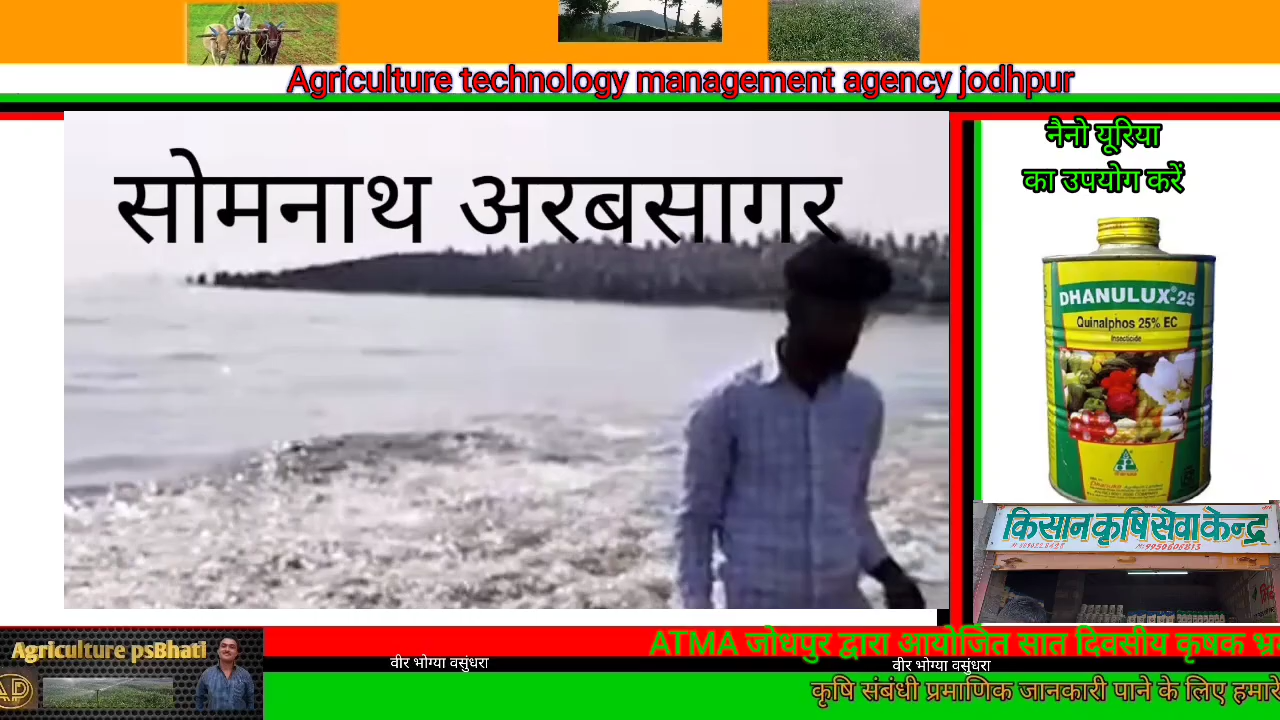 Agriculture technology management agency jodhpur
सोमनाथ अरबसागर
नैनो यूरिया
का उपयोग करें
DHANULUX®-25
Quinalphos 25% EC
Insecticide
किसान कृषि सेवा केन्द्र
9950606813
Agriculture psBhati
ATMA जोधपुर द्वारा आयोजित सात दिवसीय कृषक
वीर भोग्या वसुंधरा
वीर भोग्या वसुंधरा
कृषि संबंधी प्रमाणिक जानकारी पाने के लिए हमारे